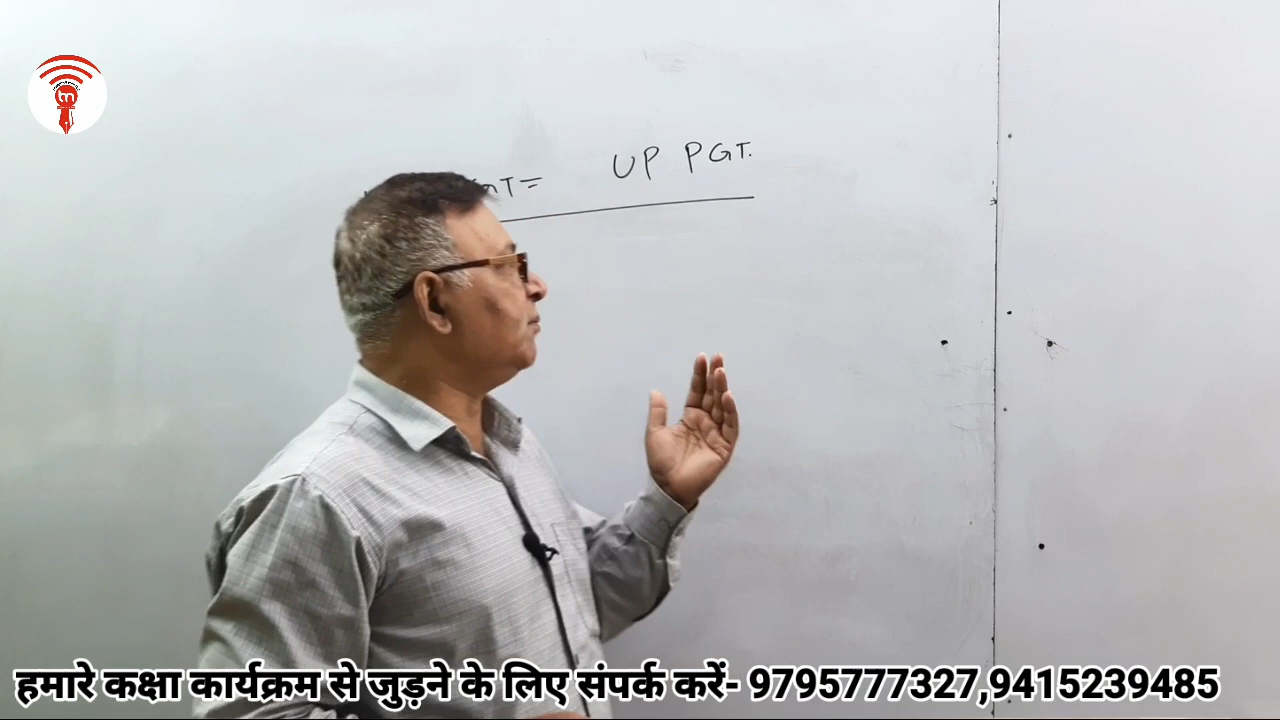 UP PGT.
हमारे कक्षा कार्यक्रम से जुड़ने के लिए संपर्क करें- 9795777327,9415239485